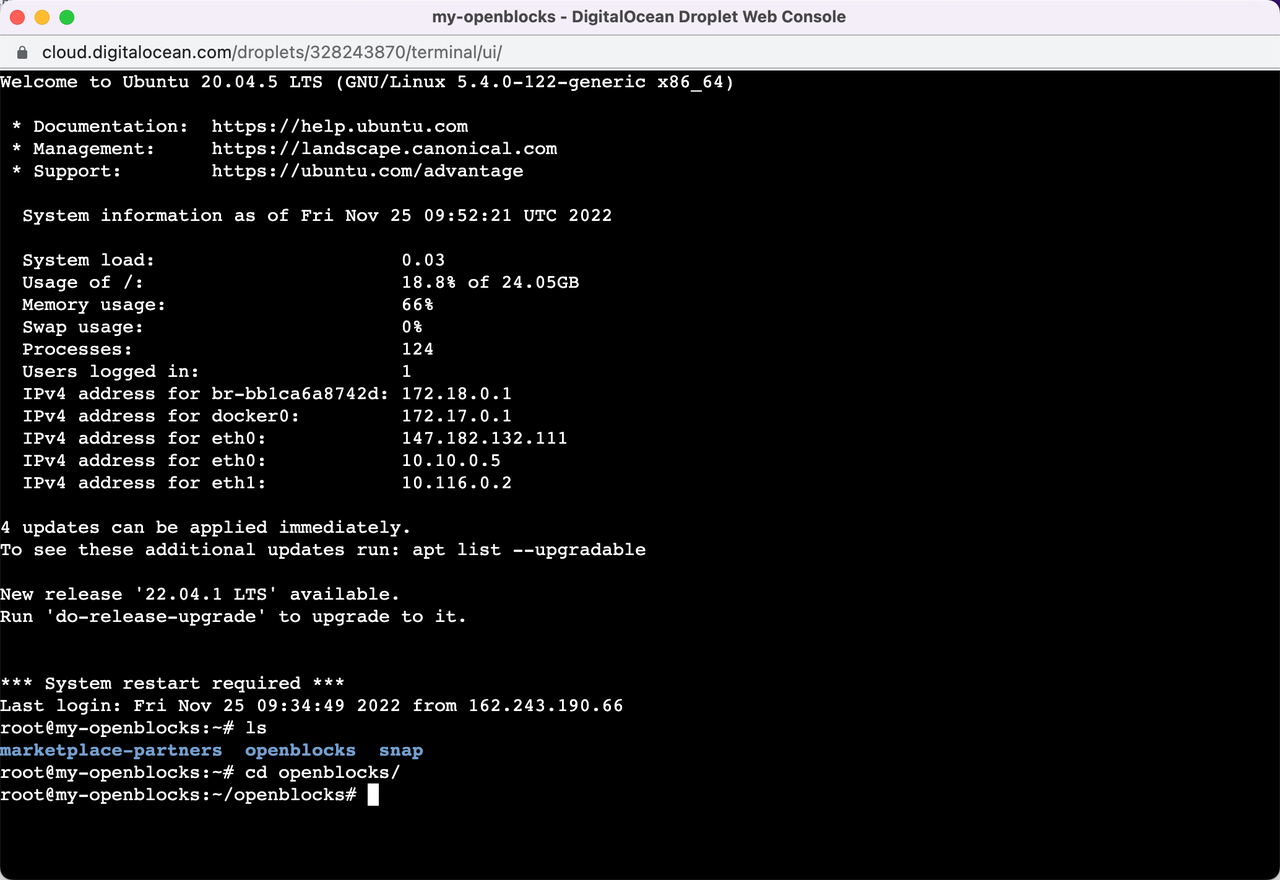 my-openblocks - DigitalOcean Droplet Web Console
cloud.digitalocean.com/droplets/328243870/terminal/ui/
Welcome to Ubuntu 20.04.5 LTS (GNU/Linux 5.4.0-122-generic x86_64)
* Documentation:  https://help.ubuntu.com
* Management:     https://landscape.canonical.com
* Support:        https://ubuntu.com/advantage
System information as of Fri Nov 25 09:52:21 UTC 2022
System load:                      0.03
Usage of /:                       18.8% of 24.05GB
Memory usage:                     66%
Swap usage:                       0%
Processes:                        124
Users logged in:                  1
IPv4 address for br-bb1ca6a8742d: 172.18.0.1
IPv4 address for docker0:         172.17.0.1
IPv4 address for eth0:            147.182.132.111
IPv4 address for eth0:            10.10.0.5
IPv4 address for eth1:            10.116.0.2
4 updates can be applied immediately.
To see these additional updates run: apt list --upgradable
New release '22.04.1 LTS' available.
Run 'do-release-upgrade' to upgrade to it.
*** System restart required ***
Last login: Fri Nov 25 09:34:49 2022 from 162.243.190.66
root@my-openblocks:~# ls
marketplace-partners  openblocks  snap
root@my-openblocks:~# cd openblocks/
root@my-openblocks:~/openblocks#